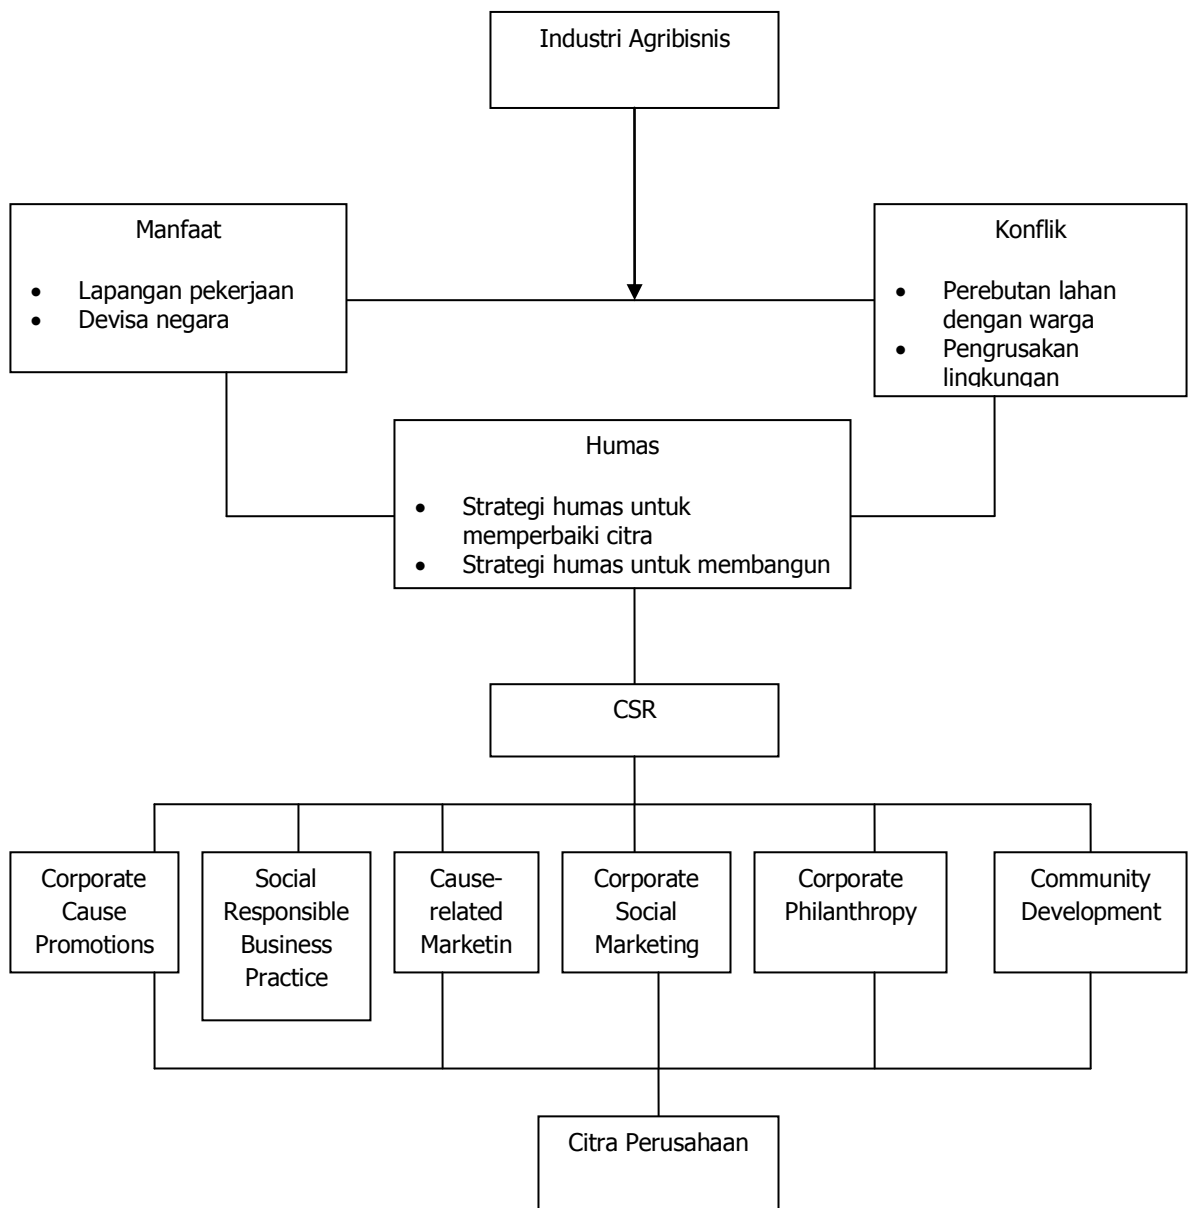 Industri Agribisnis
Manfaat
• Lapangan pekerjaan
• Devisa negara
Konflik
• Perebutan lahan
dengan warga
• Pengrusakan
lingkungan
Humas
• Strategi humas untuk
memperbaiki citra
• Strategi humas untuk membangun
CSR
Corporate
Cause
Promotions
Social
Responsible
Business
Practice
Cause-
related
Marketin
Corporate
Social
Marketing
Corporate
Philanthropy
Community
Development
Citra Perusahaan